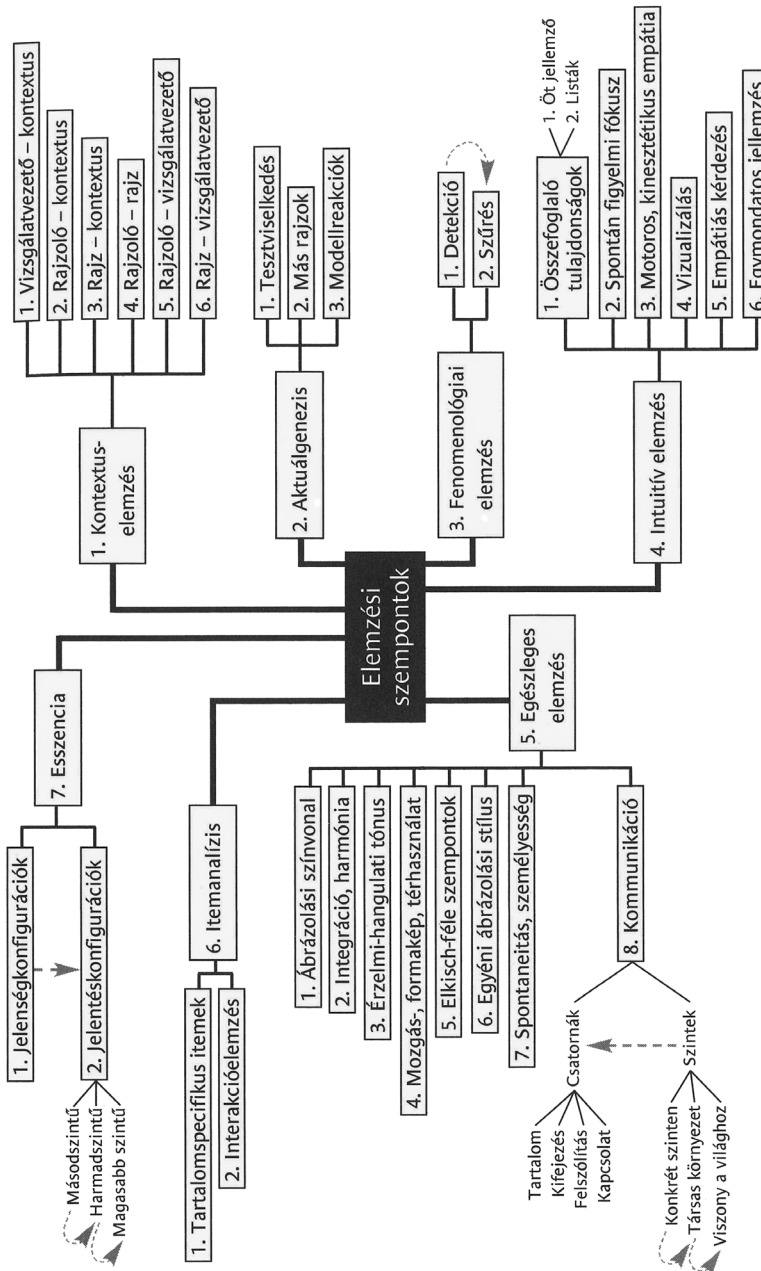 Elemzési
szempontok
1. Kontextus-
elemzés
1. Vizsgálatvezető – kontextus
2. Rajzoló – kontextus
3. Rajz – kontextus
4. Rajzoló – rajz
5. Rajzoló – vizsgálatvezető
6. Rajz – vizsgálatvezető
2. Aktuálgenezis
1. Tesztviselkedés
2. Más rajzok
3. Modellreakciók
3. Fenomenológiai
elemzés
1. Detekció
2. Szűrés
4. Intuitív elemzés
1. Összefoglaló
tulajdonságok
1. Öt jellemző
2. Listák
2. Spontán figyelmi fókusz
3. Motoros, kinesztétikus empátia
4. Vizualizálás
5. Empátiás kérdezés
6. Egymondatos jellemzés
5. Egészleges
elemzés
1. Ábrázolási színvonal
2. Integráció, harmónia
3. Érzelmi-hangulati tónus
4. Mozgás-, formakép, térhasználat
5. Elkisch-féle szempontok
6. Egyéni ábrázolási stílus
7. Spontaneitás, személyesség
8. Kommunikáció
Csatornák
Tartalom
Kifejezés
Felszólítás
Kapcsolat
Szintek
Konkrét szinten
Társas környezet
Viszony a világhoz
6. Itemanalízis
1. Tartalomspecifikus itemek
2. Interakcióelemzés
7. Esszencia
1. Jelenségkonfigurációk
2. Jelentéskonfigurációk
Másodszintű
Harmadszintű
Magasabb szintű